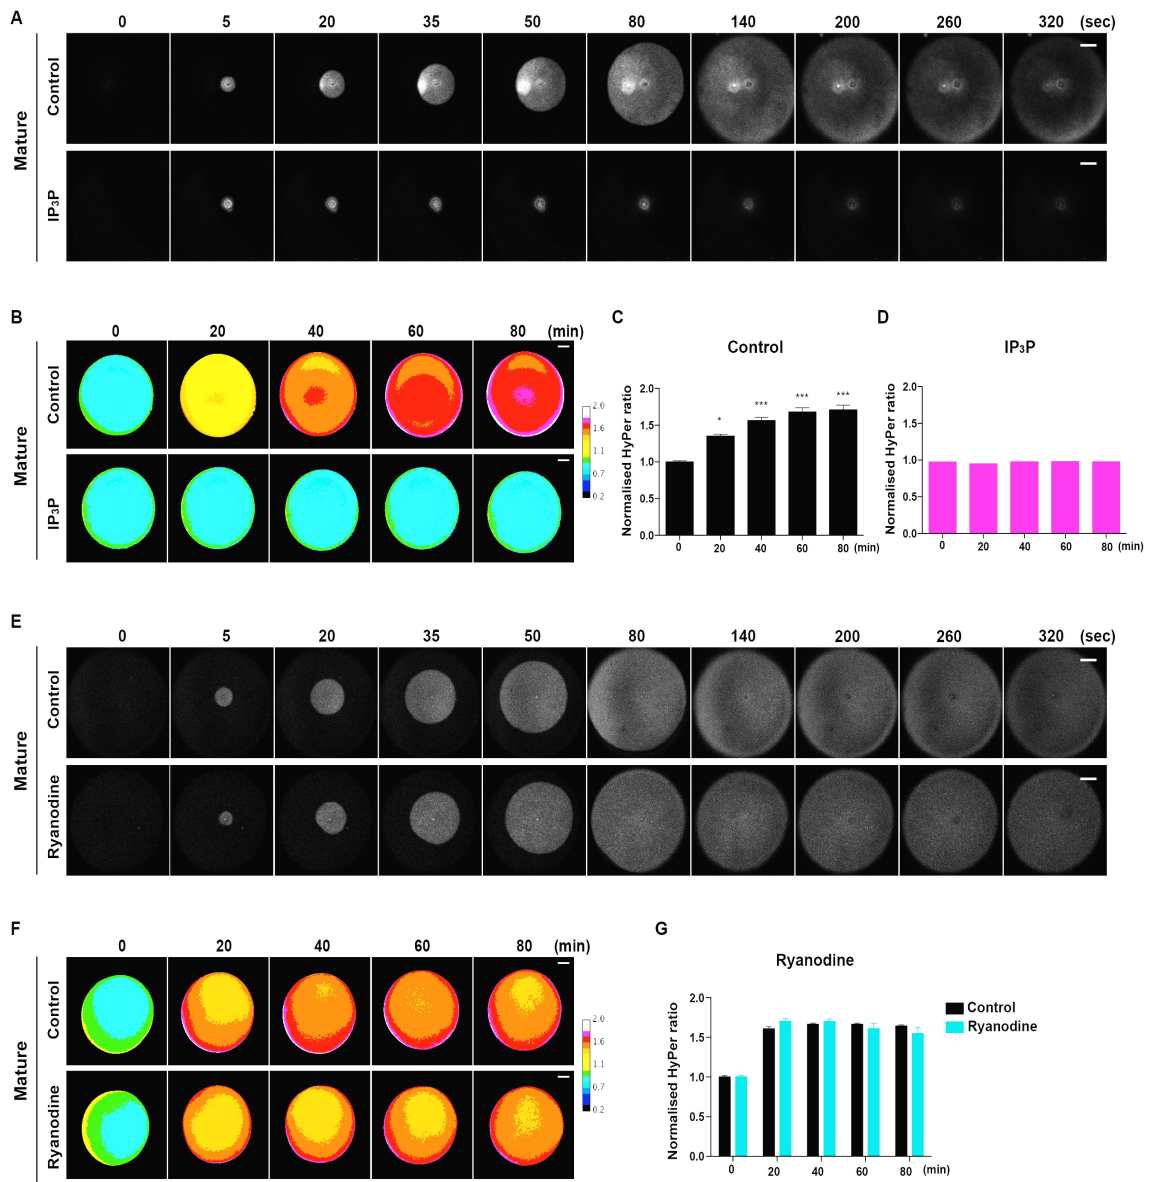 A
0 5 20 35 50 80 140 200 260 320 (sec)
Mature
Control
IP3P
B
0 20 40 60 80 (min)
Mature
Control
IP3P
2.0
1.6
1.1
0.7
0.2
C
Control
Normalised HyPer ratio
2.0
1.5
1.0
0.5
0.0
* *** *** ***
0 20 40 60 80 (min)
D
IP3P
Normalised HyPer ratio
2.0
1.5
1.0
0.5
0.0
0 20 40 60 80 (min)
E
0 5 20 35 50 80 140 200 260 320 (sec)
Mature
Control
Ryanodine
F
0 20 40 60 80 (min)
Mature
Control
Ryanodine
2.0
1.6
1.1
0.7
0.2
G
Ryanodine
Normalised HyPer ratio
2.0
1.5
1.0
0.5
0.0
0 20 40 60 80 (min)
Control
Ryanodine